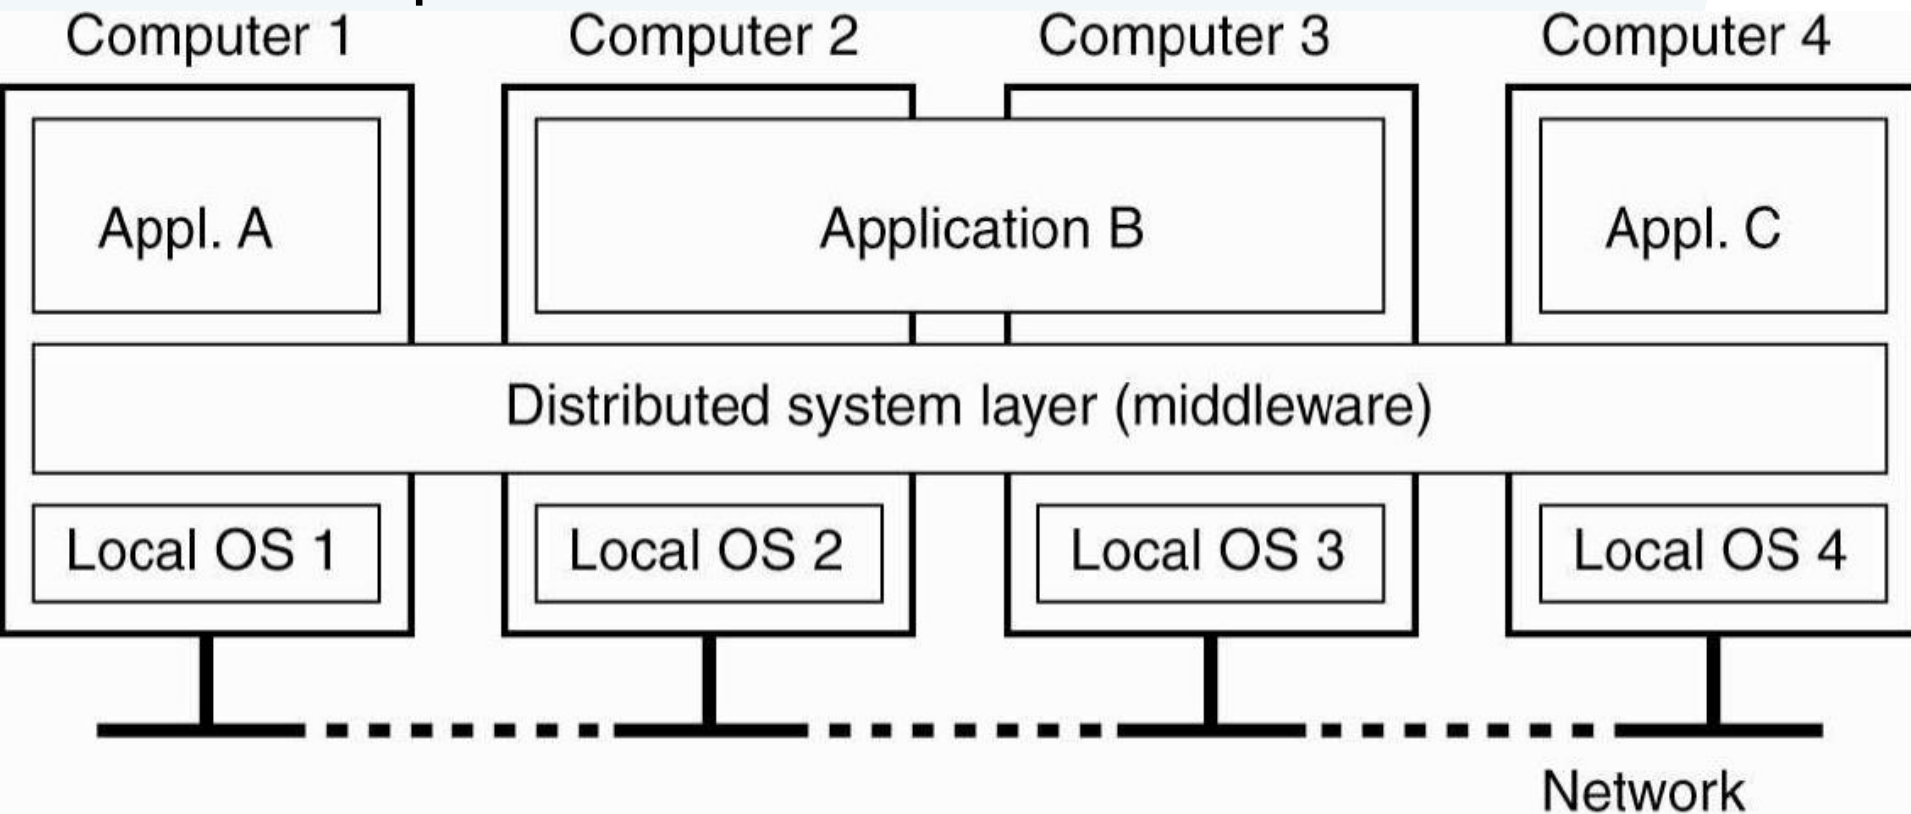 Computer 1 Computer 2 Computer 3 Computer 4
Appl. A Application B Appl. C
Distributed system layer (middleware)
Local OS 1 Local OS 2 Local OS 3 Local OS 4
Network